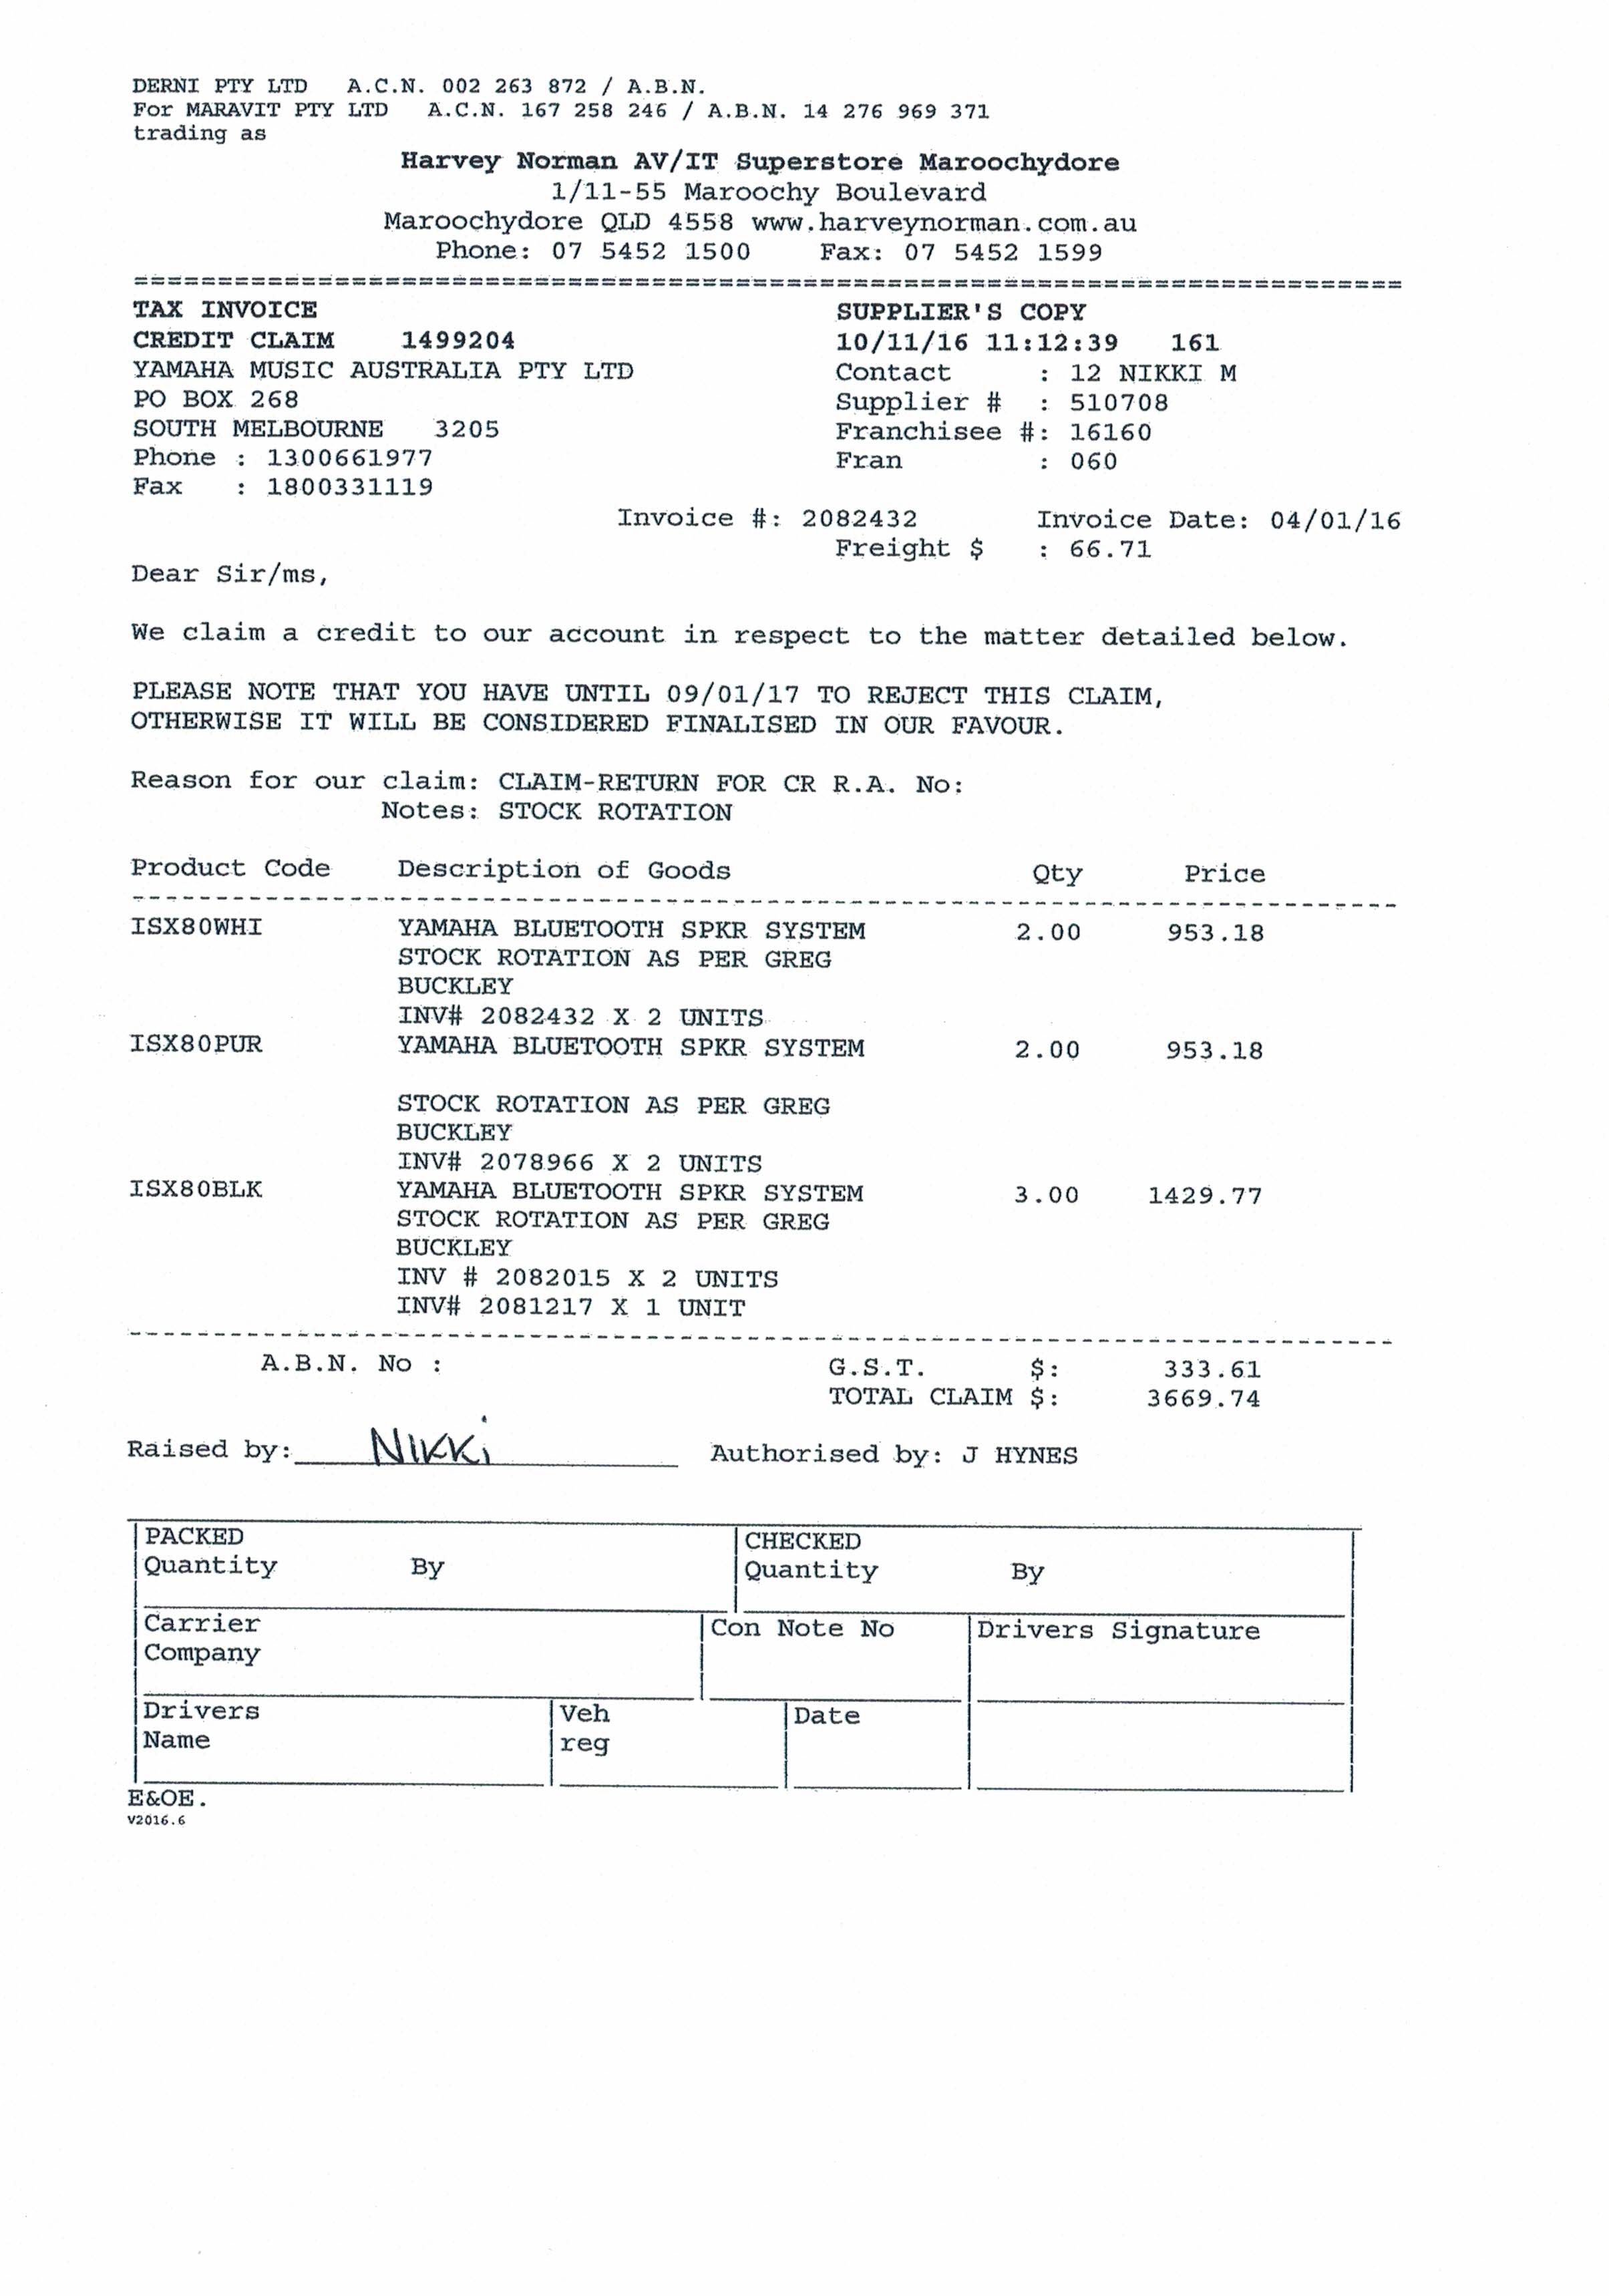 DERNI PTY LTD   A.C.N. 002 263 872 / A.B.N.
For MARAVIT PTY LTD   A.C.N. 167 258 246 / A.B.N. 14 276 969 371
trading as
Harvey Norman AV/IT Superstore Maroochydore
1/11-55 Maroochy Boulevard
Maroochydore QLD 4558 www.harveynorman.com.au
Phone: 07 5452 1500    Fax: 07 5452 1599
TAX INVOICE    SUPPLIER'S COPY
CREDIT CLAIM    1499204    10/11/16 11:12:39   161
YAMAHA MUSIC AUSTRALIA PTY LTD    Contact     : 12 NIKKI M
PO BOX 268    Supplier #  : 510708
SOUTH MELBOURNE   3205    Franchisee #: 16160
Phone : 1300661977    Fran        : 060
Fax   : 1800331119
Invoice #: 2082432    Invoice Date: 04/01/16
Freight $   : 66.71
Dear Sir/ms,
We claim a credit to our account in respect to the matter detailed below.
PLEASE NOTE THAT YOU HAVE UNTIL 09/01/17 TO REJECT THIS CLAIM,
OTHERWISE IT WILL BE CONSIDERED FINALISED IN OUR FAVOUR.
Reason for our claim: CLAIM-RETURN FOR CR R.A. No:
Notes: STOCK ROTATION
Product Code    Description of Goods    Qty    Price
ISX80WHI    YAMAHA BLUETOOTH SPKR SYSTEM    2.00    953.18
STOCK ROTATION AS PER GREG
BUCKLEY
INV# 2082432 X 2 UNITS
ISX80PUR    YAMAHA BLUETOOTH SPKR SYSTEM    2.00    953.18
STOCK ROTATION AS PER GREG
BUCKLEY
INV# 2078966 X 2 UNITS
ISX80BLK    YAMAHA BLUETOOTH SPKR SYSTEM    3.00    1429.77
STOCK ROTATION AS PER GREG
BUCKLEY
INV # 2082015 X 2 UNITS
INV# 2081217 X 1 UNIT
A.B.N. No :    G.S.T.      $:    333.61
TOTAL CLAIM $:    3669.74
Raised by: Nikki    Authorised by: J HYNES
PACKED    CHECKED
Quantity    By    Quantity    By
Carrier    Con Note No    Drivers Signature
Company
Drivers    Veh    Date
Name    reg
E&OE.
V2016.6